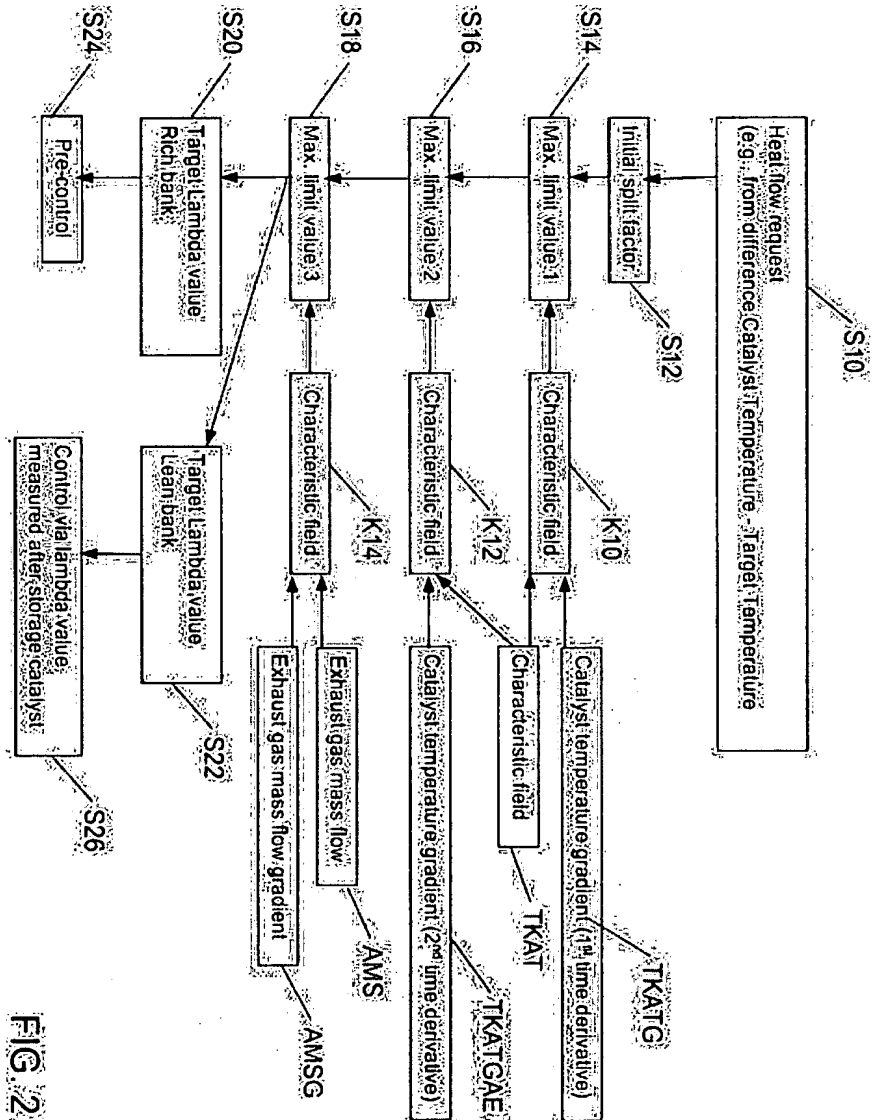 S10
Heat flow request
(e.g. from difference Catalyst Temperature - Target Temperature
S12
Initial split factor
S14
Max. limit value 1
Characteristic field
K10
Catalyst temperature gradient (1st time derivative)
TKATG
Characteristic field
TKAT
S16
Max. limit value 2
Characteristic field
K12
Catalyst temperature gradient (2nd time derivative)
TKATGAE
S18
Max. limit value 3
Characteristic field
K14
Exhaust gas mass flow
AMS
Exhaust gas mass flow gradient
AMSG
S20
Target Lambda value
Rich bank
Target Lambda value
Lean bank
S22
S24
Pre-control
Control via lambda value
measured after storage catalyst
S26
FIG. 2